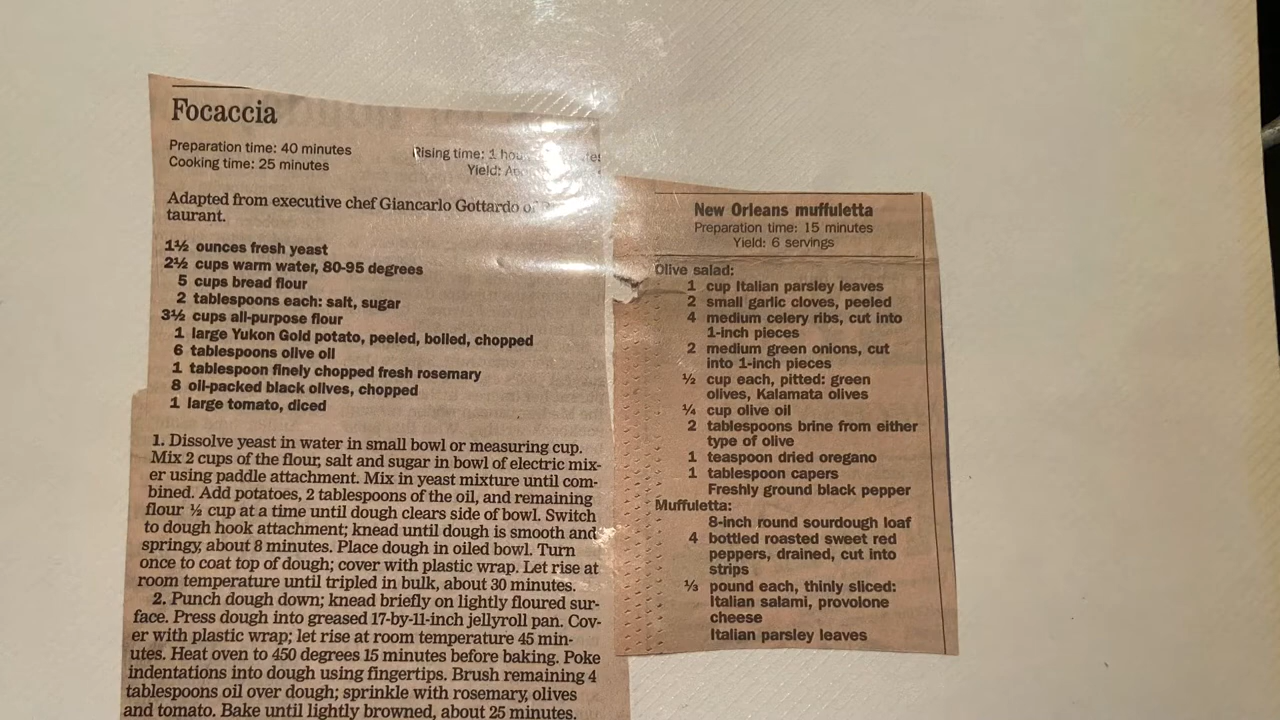 Focaccia
Preparation time: 40 minutes
Cooking time: 25 minutes
Rising time: 1
Yield:
Adapted from executive chef Giancarlo Gottardo of
taurant.
1½ ounces fresh yeast
2½ cups warm water, 80-95 degrees
5 cups bread flour
2 tablespoons each: salt, sugar
3½ cups all-purpose flour
1 large Yukon Gold potato, peeled, boiled, chopped
6 tablespoons olive oil
1 tablespoon finely chopped fresh rosemary
8 oil-packed black olives, chopped
1 large tomato, diced
1. Dissolve yeast in water in small bowl or measuring cup.
Mix 2 cups of the flour, salt and sugar in bowl of electric mix-
er using paddle attachment. Mix in yeast mixture until com-
bined. Add potatoes, 2 tablespoons of the oil, and remaining
flour ½ cup at a time until dough clears side of bowl. Switch
to dough hook attachment; knead until dough is smooth and
springy, about 8 minutes. Place dough in oiled bowl. Turn
once to coat top of dough; cover with plastic wrap. Let rise at
room temperature until tripled in bulk, about 30 minutes.
2. Punch dough down; knead briefly on lightly floured sur-
face. Press dough into greased 17-by-11-inch jellyroll pan. Cov-
er with plastic wrap; let rise at room temperature 45 min-
utes. Heat oven to 450 degrees 15 minutes before baking. Poke
indentations into dough using fingertips. Brush remaining 4
tablespoons oil over dough; sprinkle with rosemary, olives
and tomato. Bake until lightly browned, about 25 minutes.
New Orleans muffuletta
Preparation time: 15 minutes
Yield: 6 servings
Olive salad:
1 cup Italian parsley leaves
2 small garlic cloves, peeled
4 medium celery ribs, cut into
1-inch pieces
2 medium green onions, cut
into 1-inch pieces
½ cup each, pitted: green
olives, Kalamata olives
¼ cup olive oil
2 tablespoons brine from either
type of olive
1 teaspoon dried oregano
1 tablespoon capers
Freshly ground black pepper
Muffuletta:
8-inch round sourdough loaf
4 bottled roasted sweet red
peppers, drained, cut into
strips
⅓ pound each, thinly sliced:
Italian salami, provolone
cheese
Italian parsley leaves